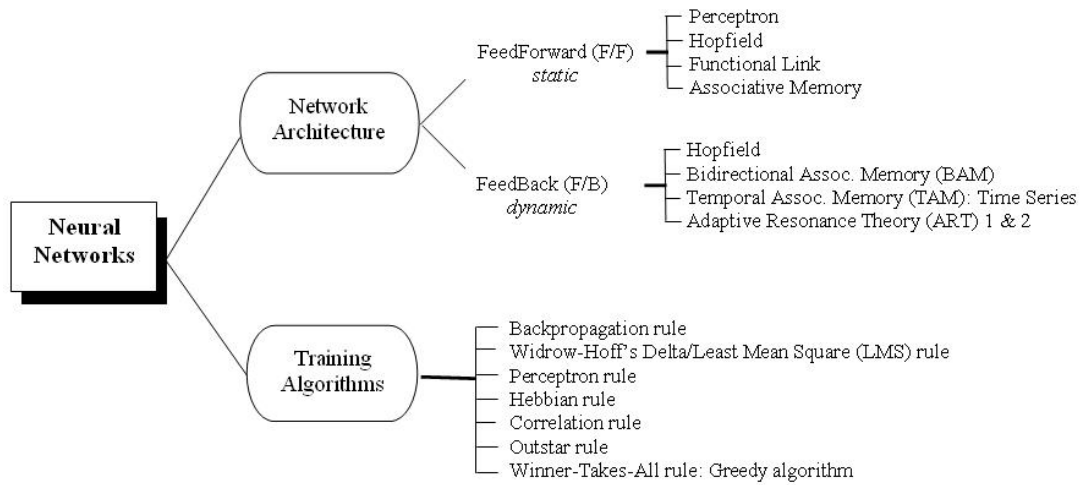 Neural
Networks
Network
Architecture
FeedForward (F/F)
static
Perceptron
Hopfield
Functional Link
Associative Memory
FeedBack (F/B)
dynamic
Hopfield
Bidirectional Assoc. Memory (BAM)
Temporal Assoc. Memory (TAM): Time Series
Adaptive Resonance Theory (ART) 1 & 2
Training
Algorithms
Backpropagation rule
Widrow-Hoff's Delta/Least Mean Square (LMS) rule
Perceptron rule
Hebbian rule
Correlation rule
Outstar rule
Winner-Takes-All rule: Greedy algorithm